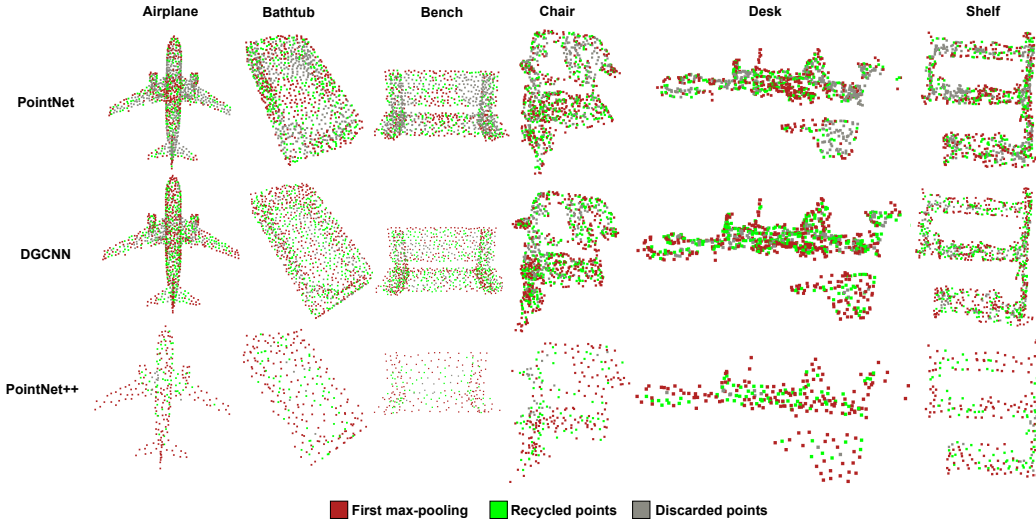 Airplane Bathtub Bench Chair Desk Shelf
PointNet
DGCNN
PointNet++
First max-pooling Recycled points Discarded points